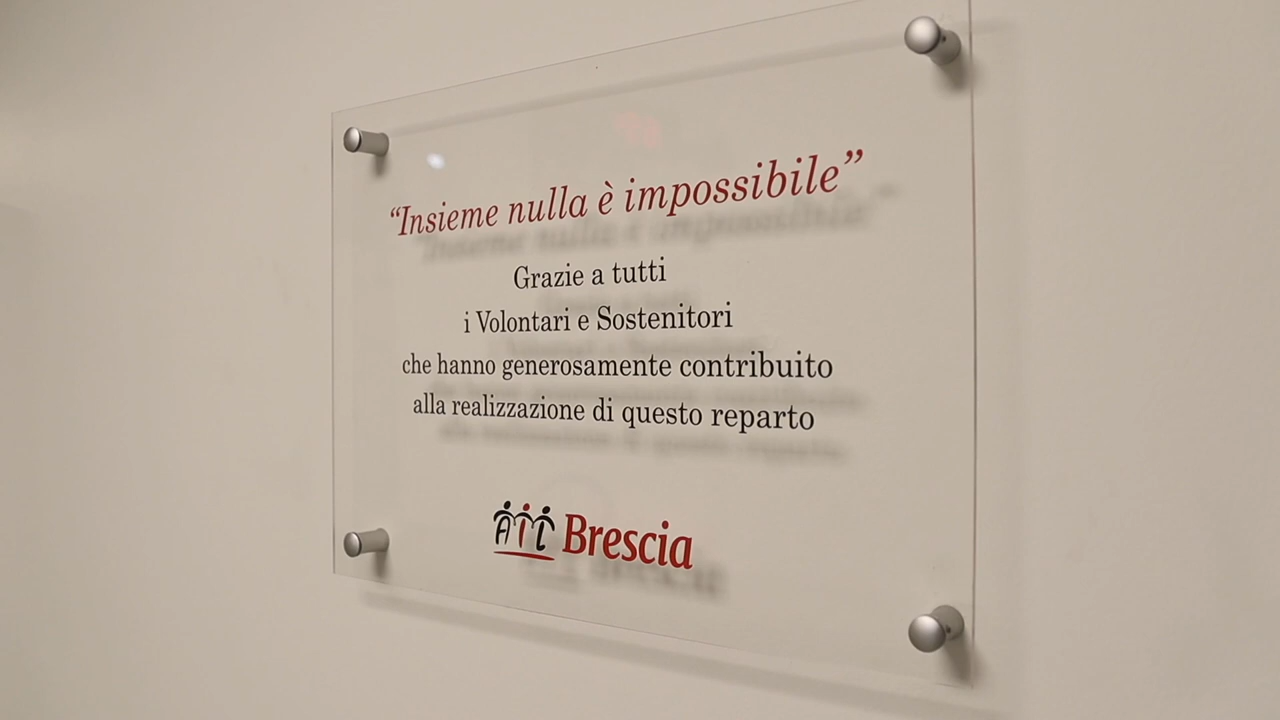 “Insieme nulla è impossibile”
Grazie a tutti
i Volontari e Sostenitori
che hanno generosamente contribuito
alla realizzazione di questo reparto
AIL Brescia